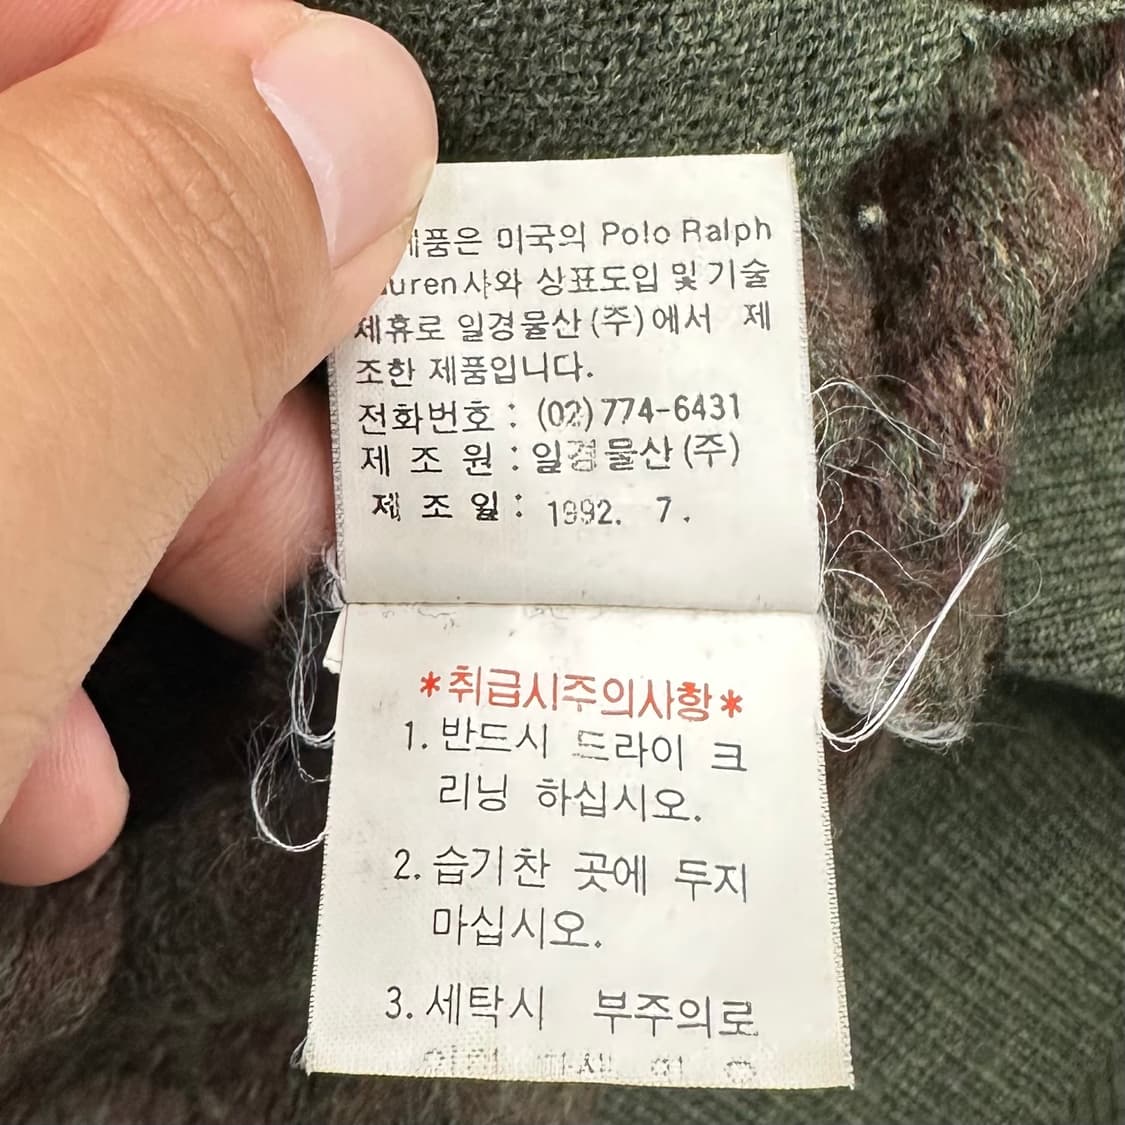 제품은 미국의 Polo Ralph
Lauren사와 상표도입 및 기술
제휴로 일경물산(주)에서 제
조한 제품입니다.
전화번호 : (02)774-6431
제 조 원 : 일경물산(주)
제 조 일 : 1992. 7.
*취급시주의사항*
1. 반드시 드라이 크
리닝 하십시오.
2. 습기찬 곳에 두지
마십시오.
3. 세탁시 부주의로